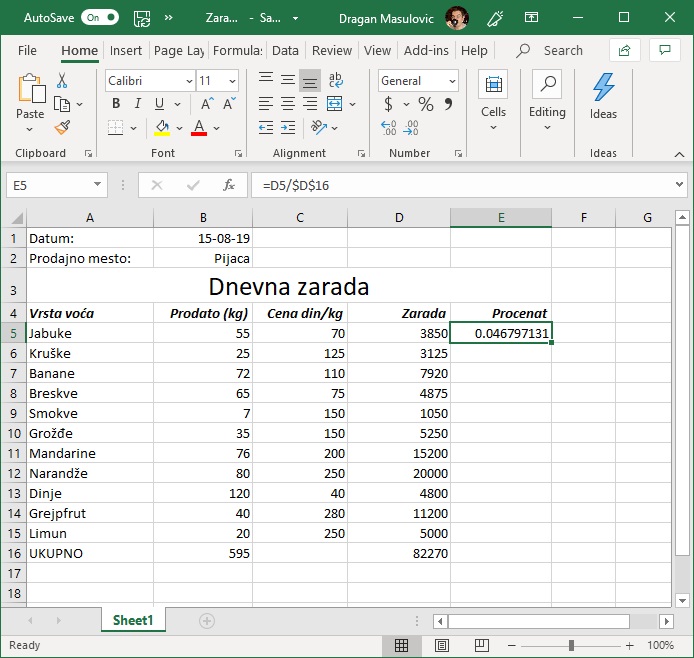 AutoSave On » Zara... - Sa... Dragan Masulovic
File Home Insert Page Lay Formula: Data Review View Add-ins Help Search
Paste Calibri 11 ab c General Cells Editing Ideas
B I U A A $ % 9
A .00 .00
Clipboard Font Alignment Number Ideas
E5 fx =D5/$D$16
A B C D E F G
1 Datum: 15-08-19
2 Prodajno mesto: Pijaca
3 Dnevna zarada
4 Vrsta voća Prodato (kg) Cena din/kg Zarada Procenat
5 Jabuke 55 70 3850 0.046797131
6 Kruške 25 125 3125
7 Banane 72 110 7920
8 Breskve 65 75 4875
9 Smokve 7 150 1050
10 Grožđe 35 150 5250
11 Mandarine 76 200 15200
12 Narandže 80 250 20000
13 Dinje 120 40 4800
14 Grejpfrut 40 280 11200
15 Limun 20 250 5000
16 UKUPNO 595 82270
17
18
Sheet1
Ready 100%